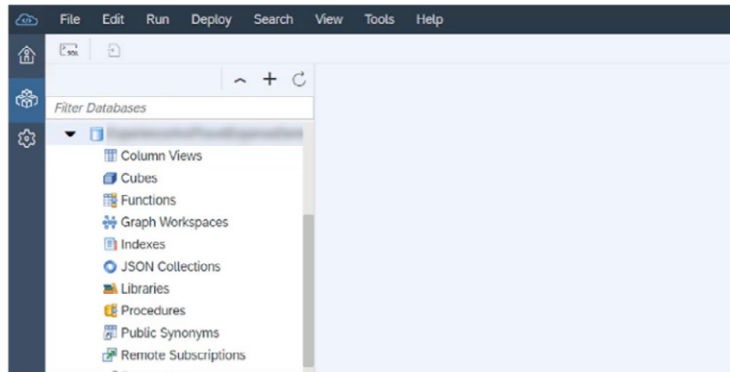 File Edit Run Deploy Search View Tools Help
SQL
Filter Databases
Column Views
Cubes
Functions
Graph Workspaces
Indexes
JSON Collections
Libraries
Procedures
Public Synonyms
Remote Subscriptions